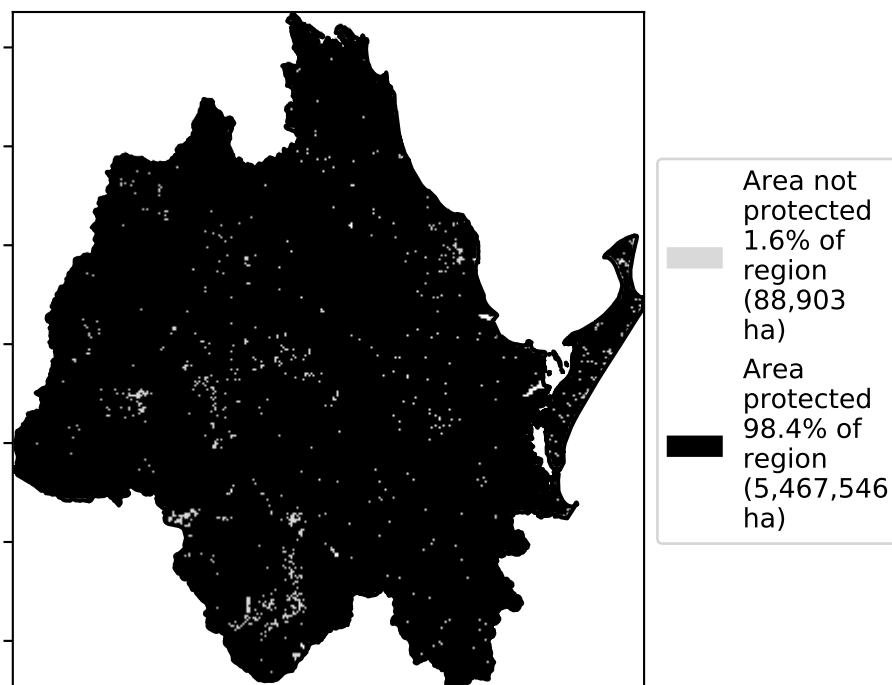 Area not
protected
1.6% of
region
(88,903
ha)
Area
protected
98.4% of
region
(5,467,546
ha)